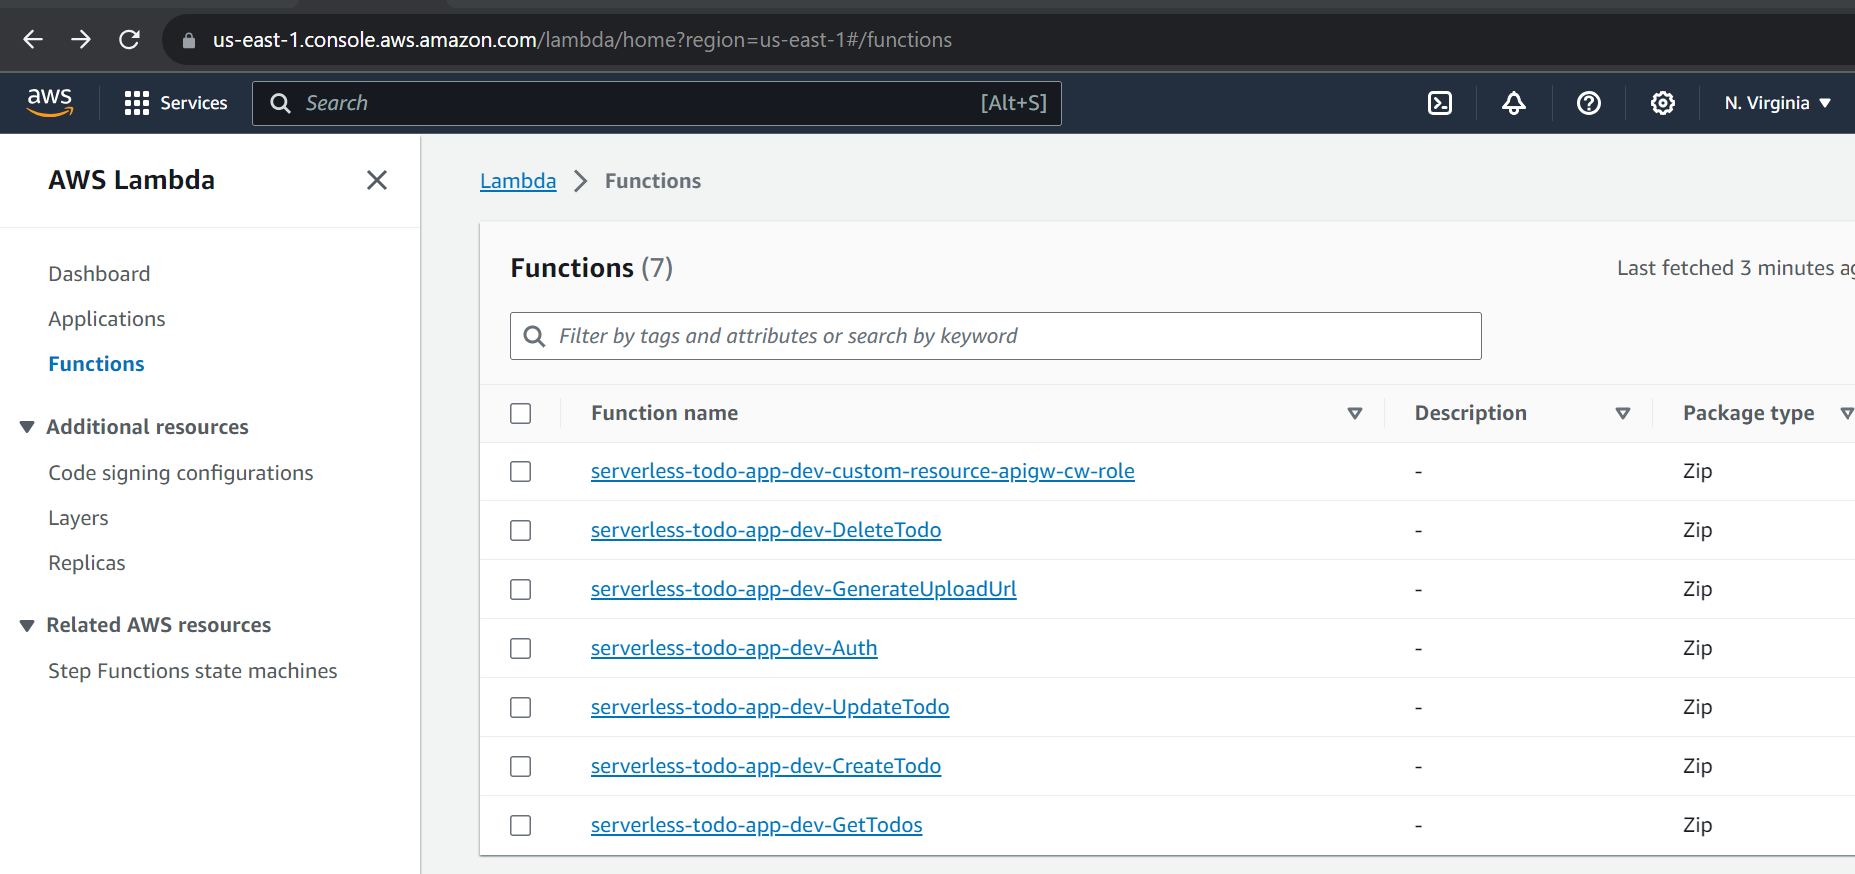 us-east-1.console.aws.amazon.com/lambda/home?region=us-east-1#/functions
aws Services Search [Alt+S] N. Virginia
AWS Lambda
Dashboard
Applications
Functions
Additional resources
Code signing configurations
Layers
Replicas
Related AWS resources
Step Functions state machines
Lambda Functions
Functions (7) Last fetched 3 minutes
Filter by tags and attributes or search by keyword
Function name Description Package type
serverless-todo-app-dev-custom-resource-apigw-cw-role - Zip
serverless-todo-app-dev-DeleteTodo - Zip
serverless-todo-app-dev-GenerateUploadUrl - Zip
serverless-todo-app-dev-Auth - Zip
serverless-todo-app-dev-UpdateTodo - Zip
serverless-todo-app-dev-CreateTodo - Zip
serverless-todo-app-dev-GetTodos - Zip